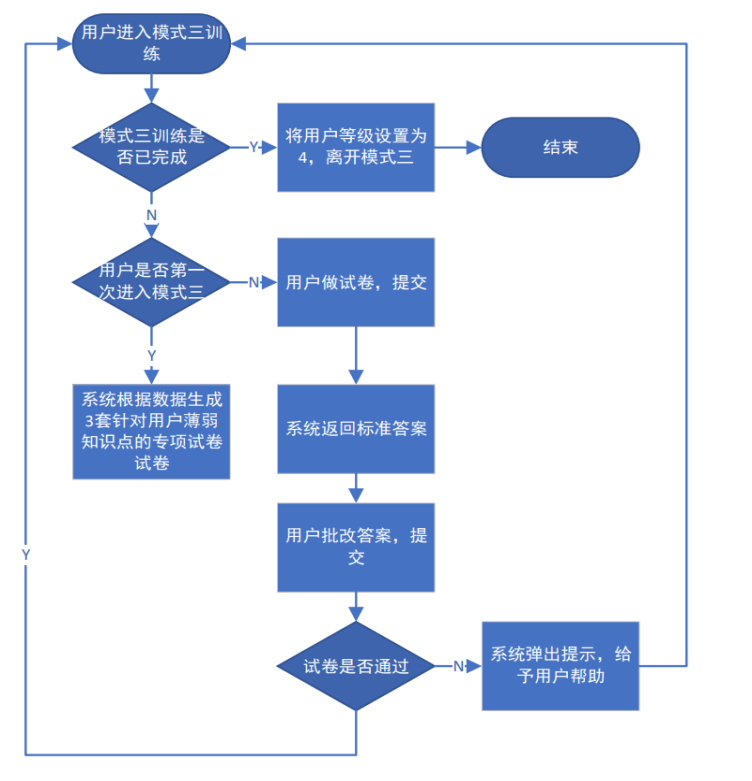 用户进入模式三训
练
模式三训练是
否已完成
Y
将用户等级设置为
4，离开模式三
结束
N
用户是否第一
次进入模式三
N
用户做试卷，提交
Y
系统根据数据生成
3套针对用户薄弱
知识点的专项试卷
试卷
系统返回标准答案
用户批改答案，提
交
Y
试卷是否通过
N
系统弹出提示，给
予用户帮助